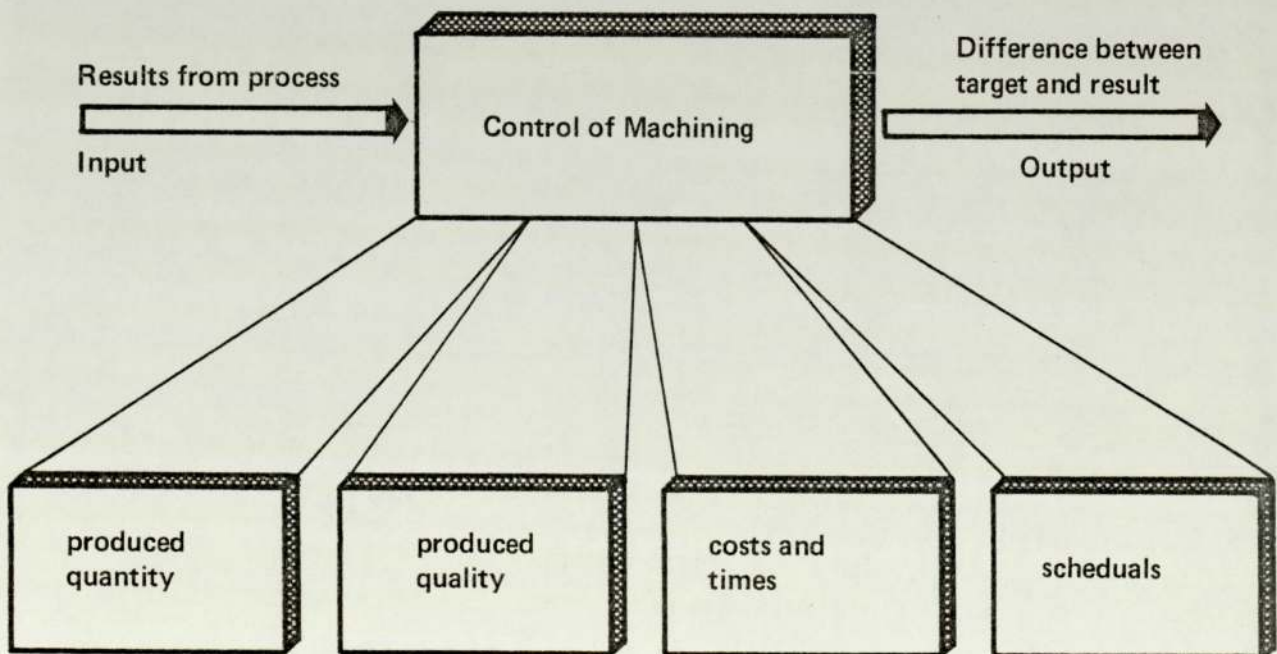 Results from process
Input
Control of Machining
Difference between
target and result
Output
produced
quantity
produced
quality
costs and
times
scheduals